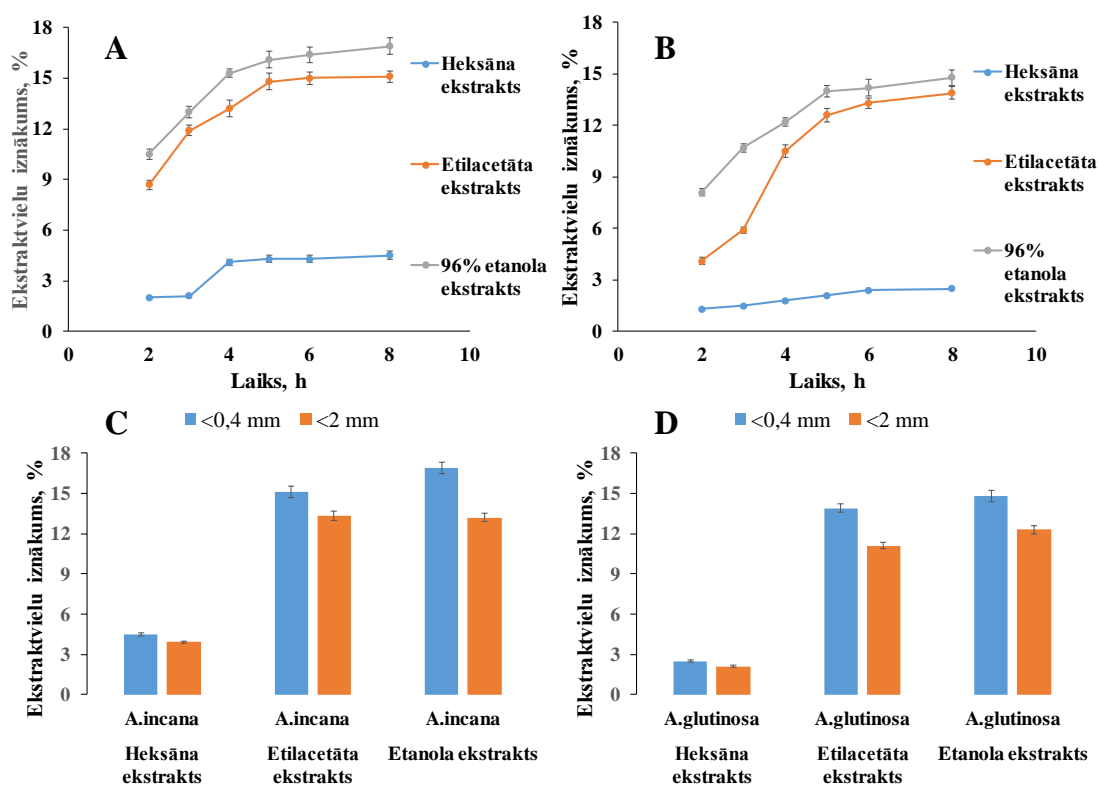 A
Ekstraktvielu iznākums, %
18
15
12
9
6
3
0
0
2
4
6
8
10
Laiks, h
Heksāna
ekstrakts
Etilacetāta
ekstrakts
96% etanola
ekstrakts
B
Ekstraktvielu iznākums, %
18
15
12
9
6
3
0
0
2
4
6
8
10
Laiks, h
Heksāna
ekstrakts
Etilacetāta
ekstrakts
96%
etanola
ekstrakts
C
<0,4 mm
<2 mm
Ekstraktvielu iznākums, %
18
15
12
9
6
3
0
A.incana
A.incana
A.incana
Heksāna
ekstrakts
Etilacetāta
ekstrakts
Etanola ekstrakts
D
<0,4 mm
<2 mm
Ekstraktvielu iznākums, %
18
15
12
9
6
3
0
A.glutinosa
A.glutinosa
A.glutinosa
Heksāna
ekstrakts
Etilacetāta
ekstrakts
Etanola ekstrakts